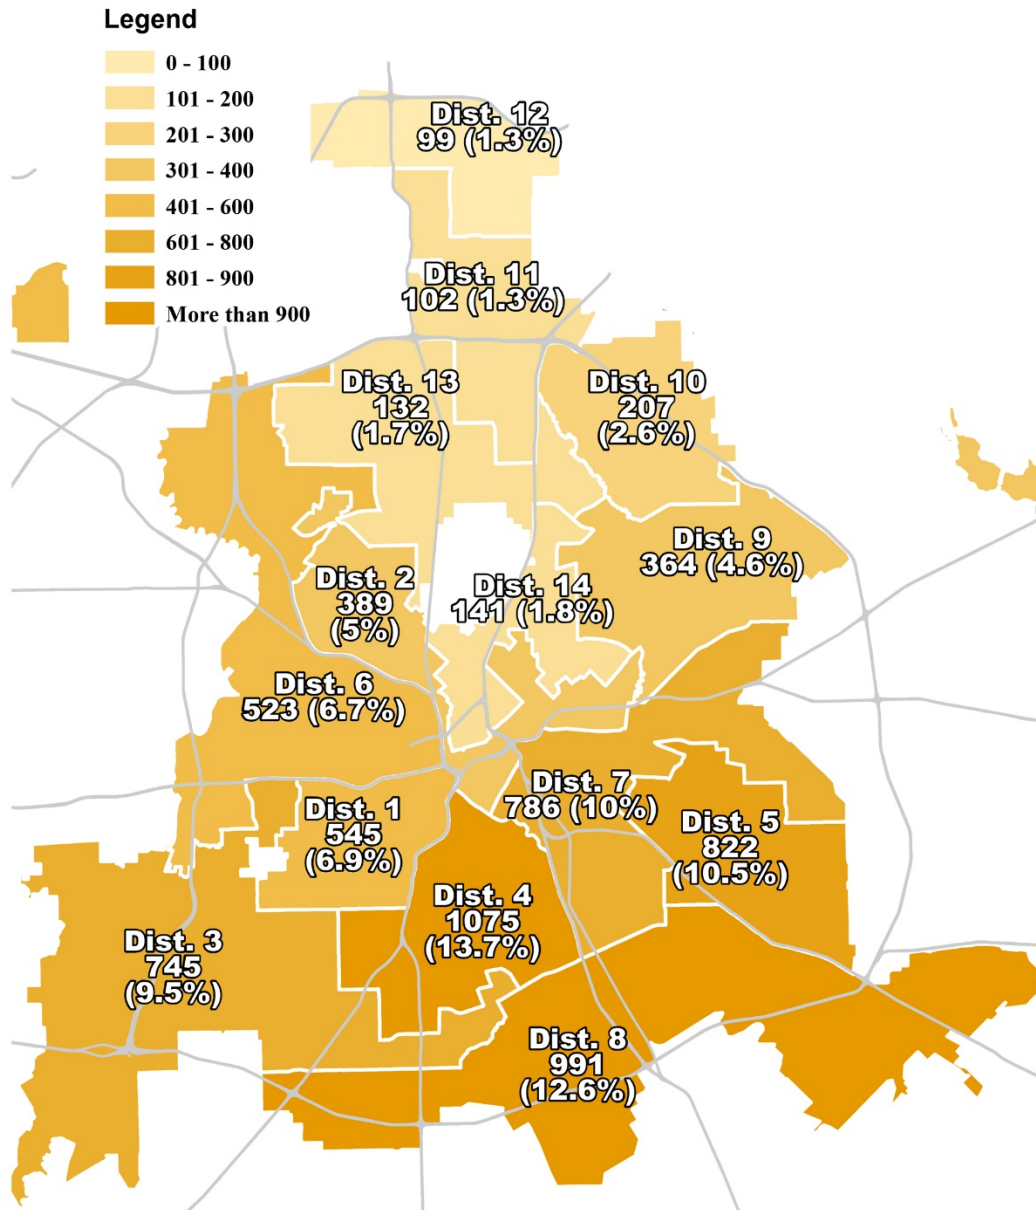 Legend
0 - 100
101 - 200
201 - 300
301 - 400
401 - 600
601 - 800
801 - 900
More than 900
Dist. 12
99 (1.3%)
Dist. 11
102 (1.3%)
Dist. 13
132
(1.7%)
Dist. 10
207
(2.6%)
Dist. 9
364 (4.6%)
Dist. 2
389
(5%)
Dist. 14
141 (1.8%)
Dist. 6
523 (6.7%)
Dist. 7
786 (10%)
Dist. 1
545
(6.9%)
Dist. 5
822
(10.5%)
Dist. 4
1075
(13.7%)
Dist. 3
745
(9.5%)
Dist. 8
991
(12.6%)